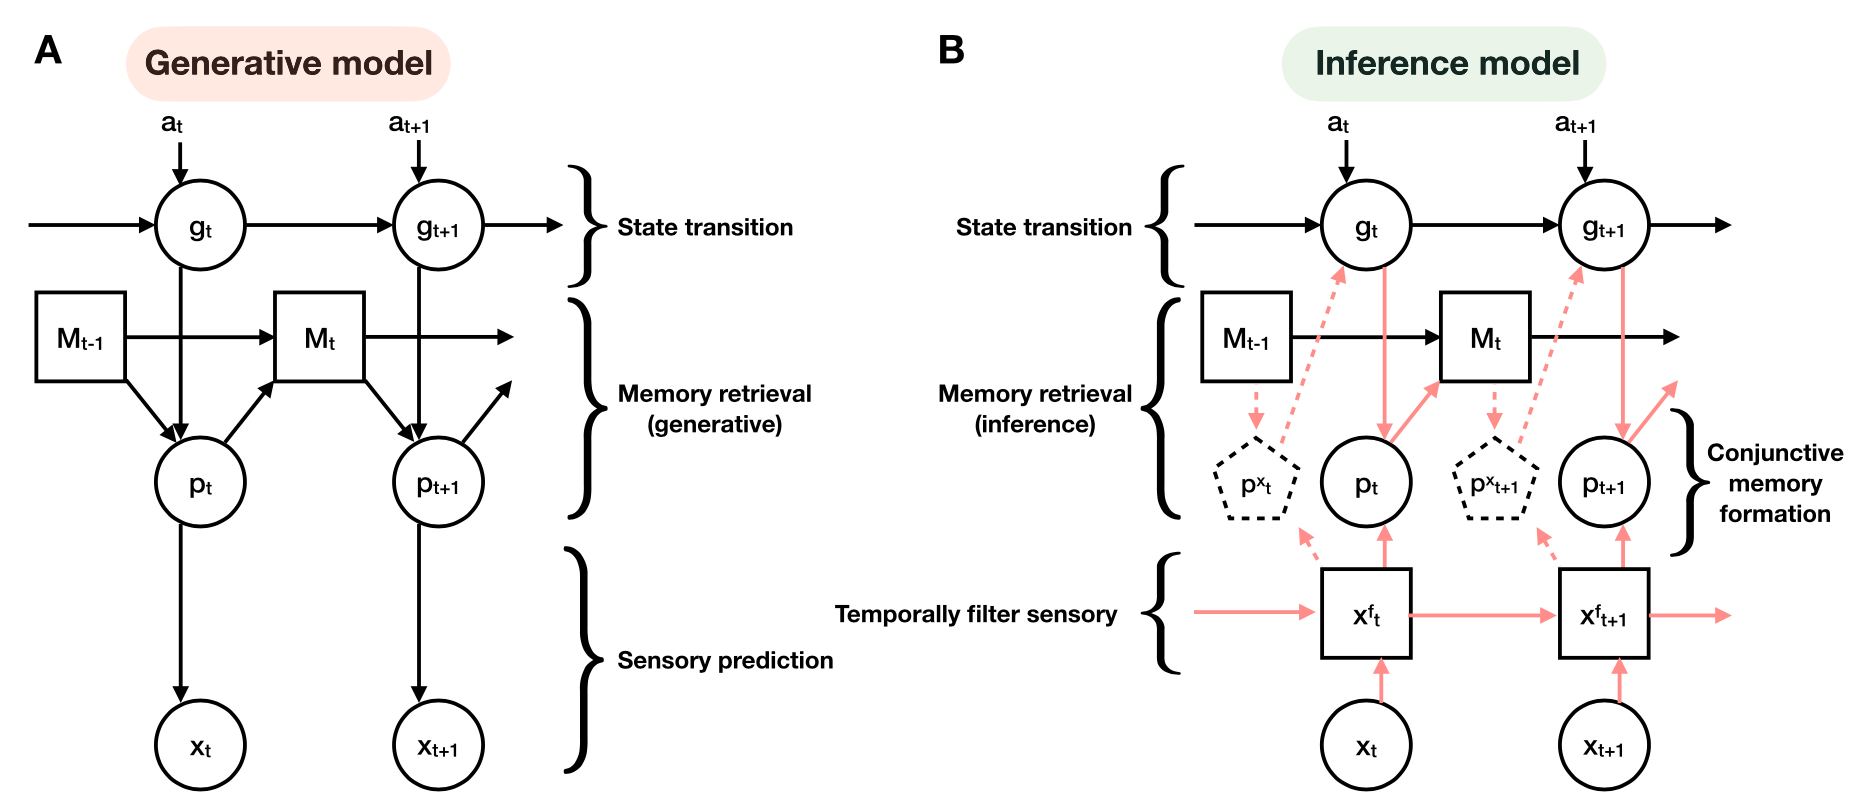 A
Generative model
a_t
a_{t+1}
g_t
g_{t+1}
State transition
M_{t-1}
M_t
Memory retrieval
(generative)
p_t
p_{t+1}
Sensory prediction
x_t
x_{t+1}
B
Inference model
a_t
a_{t+1}
State transition
g_t
g_{t+1}
M_{t-1}
M_t
Memory retrieval
(inference)
p^x_t
p_t
p^x_{t+1}
p_{t+1}
Conjunctive
memory
formation
Temporally filter sensory
x^f_t
x^f_{t+1}
x_t
x_{t+1}